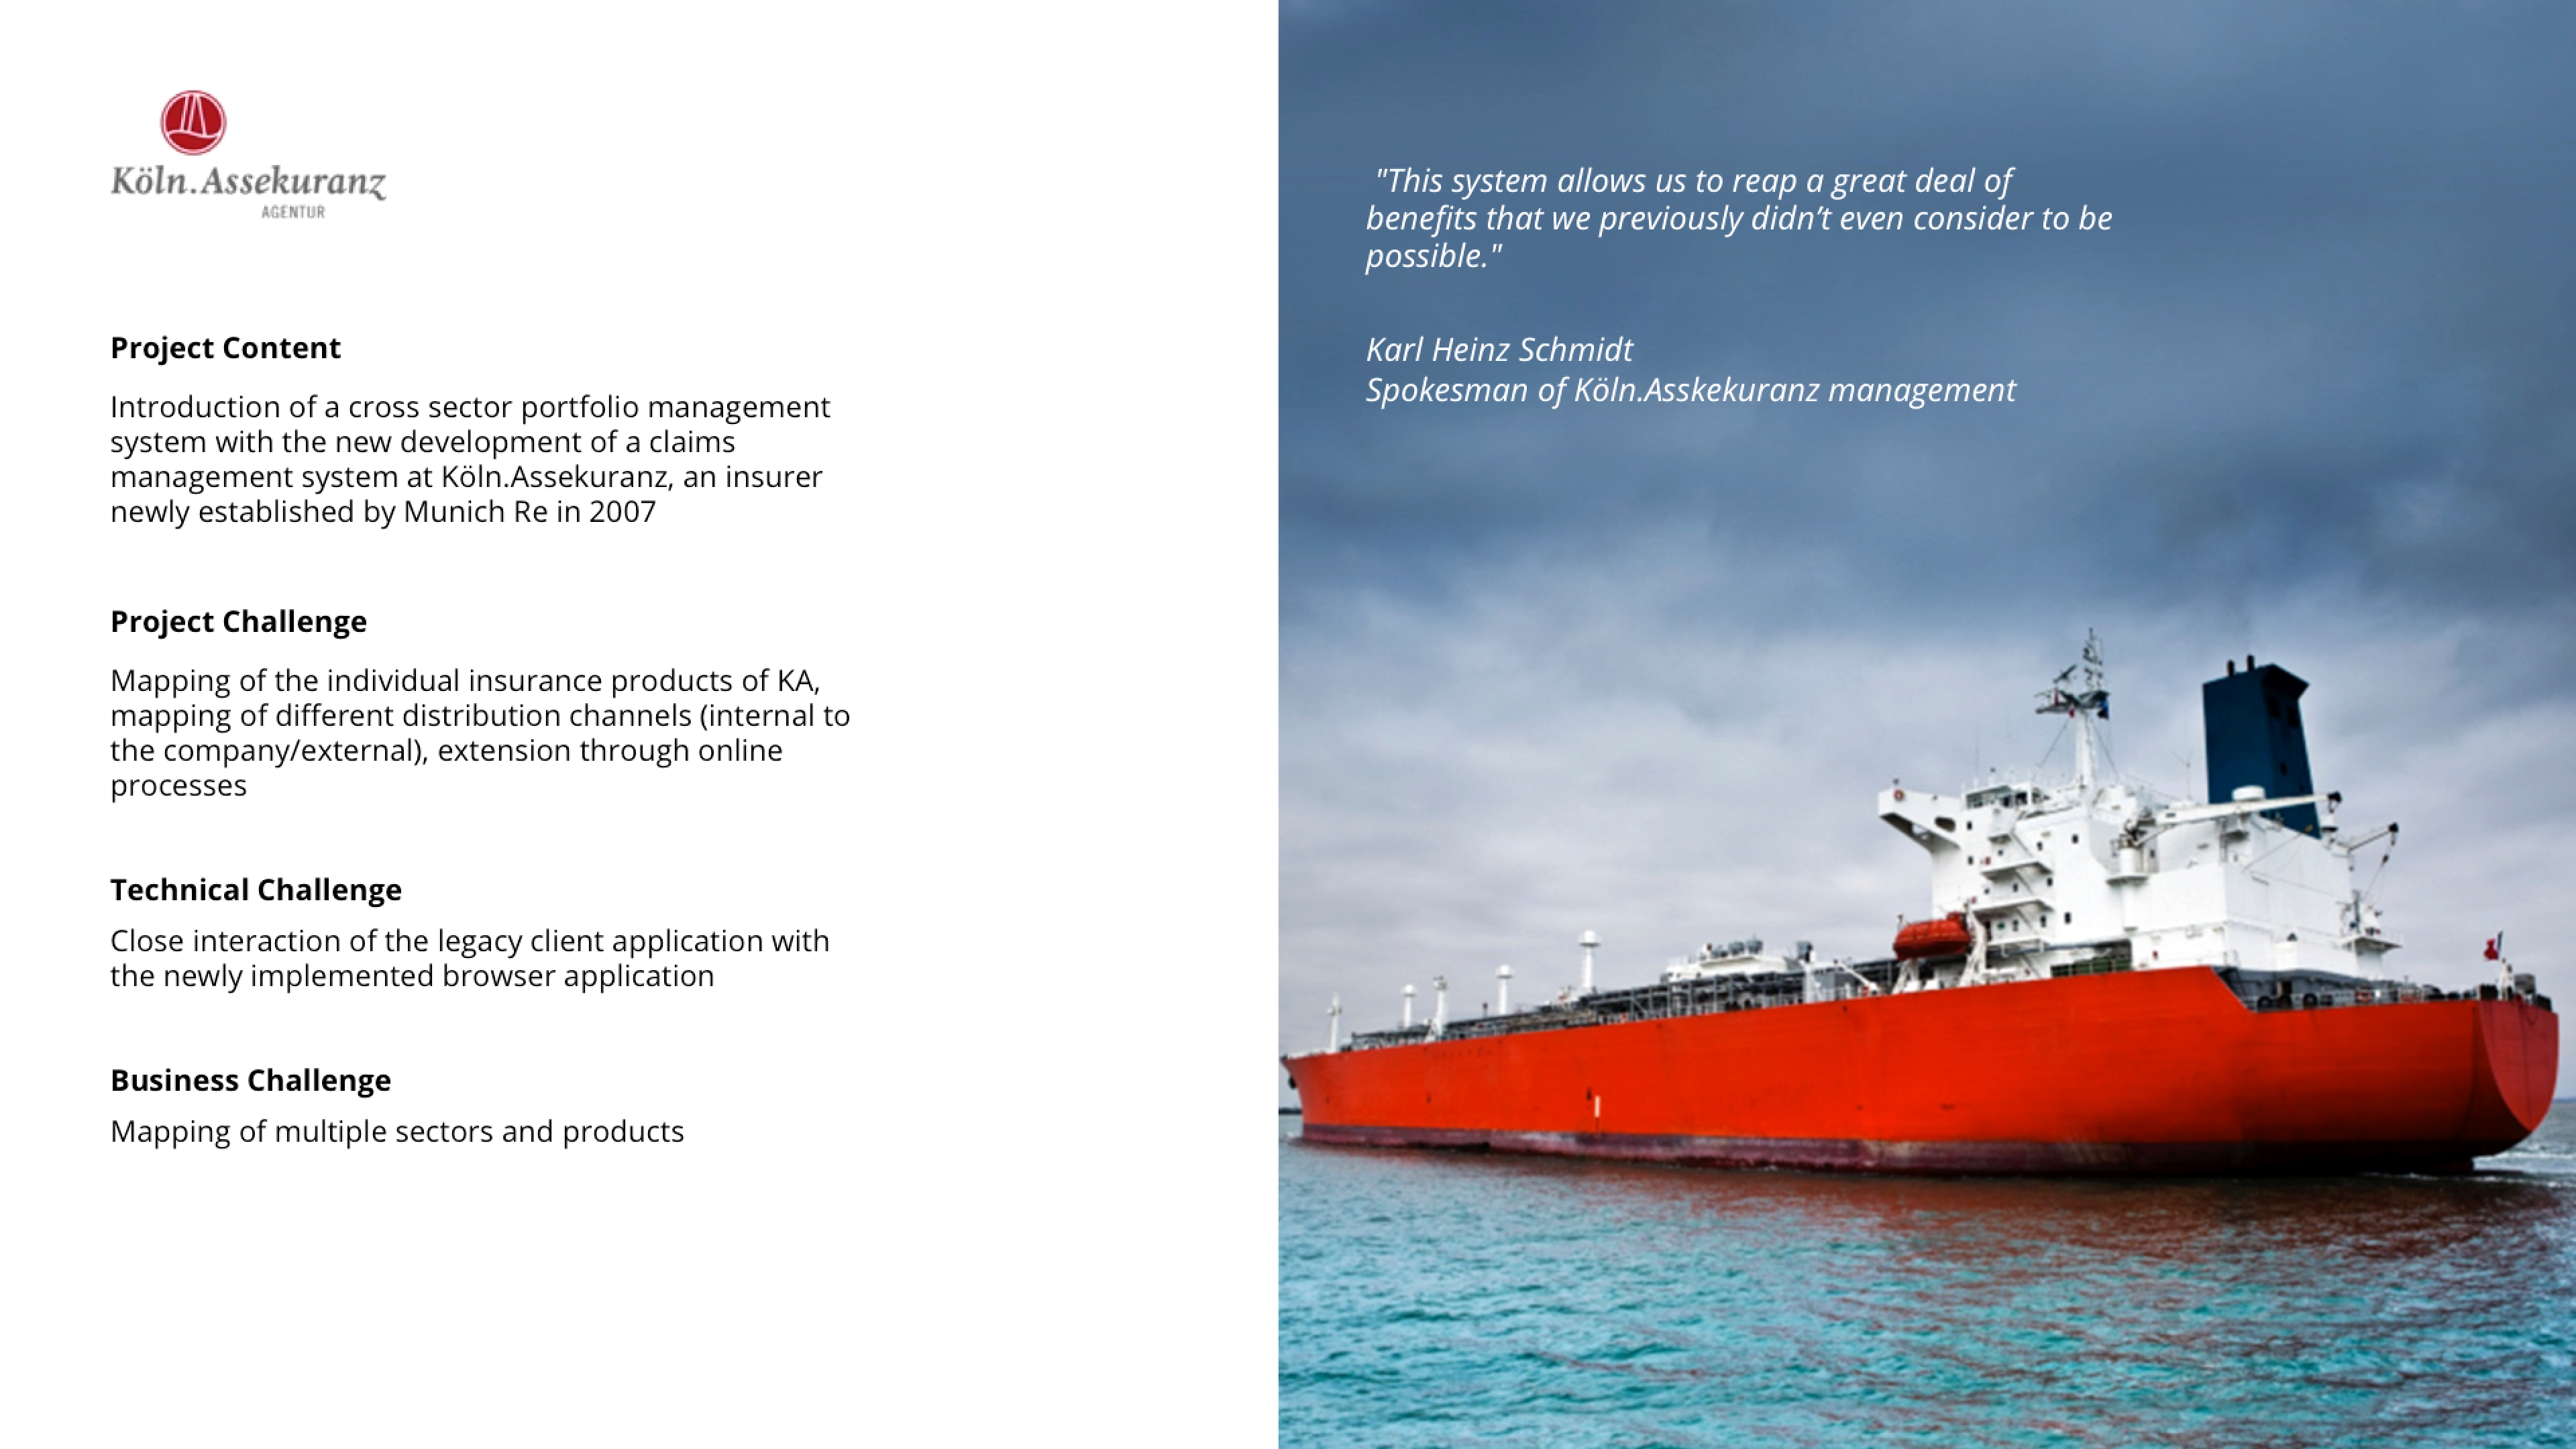 Köln.Assekuranz
AGENTUR
Project Content
Introduction of a cross sector portfolio management
system with the new development of a claims
management system at Köln.Assekuranz, an insurer
newly established by Munich Re in 2007
Project Challenge
Mapping of the individual insurance products of KA,
mapping of different distribution channels (internal to
the company/external), extension through online
processes
Technical Challenge
Close interaction of the legacy client application with
the newly implemented browser application
Business Challenge
Mapping of multiple sectors and products
"This system allows us to reap a great deal of
benefits that we previously didn’t even consider to be
possible."
Karl Heinz Schmidt
Spokesman of Köln.Asskekuranz management